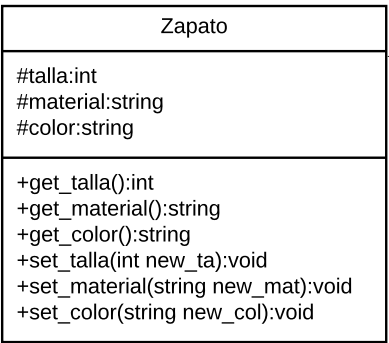 Zapato
#talla:int
#material:string
#color:string
+get_talla():int
+get_material():string
+get_color():string
+set_talla(int new_ta):void
+set_material(string new_mat):void
+set_color(string new_col):void